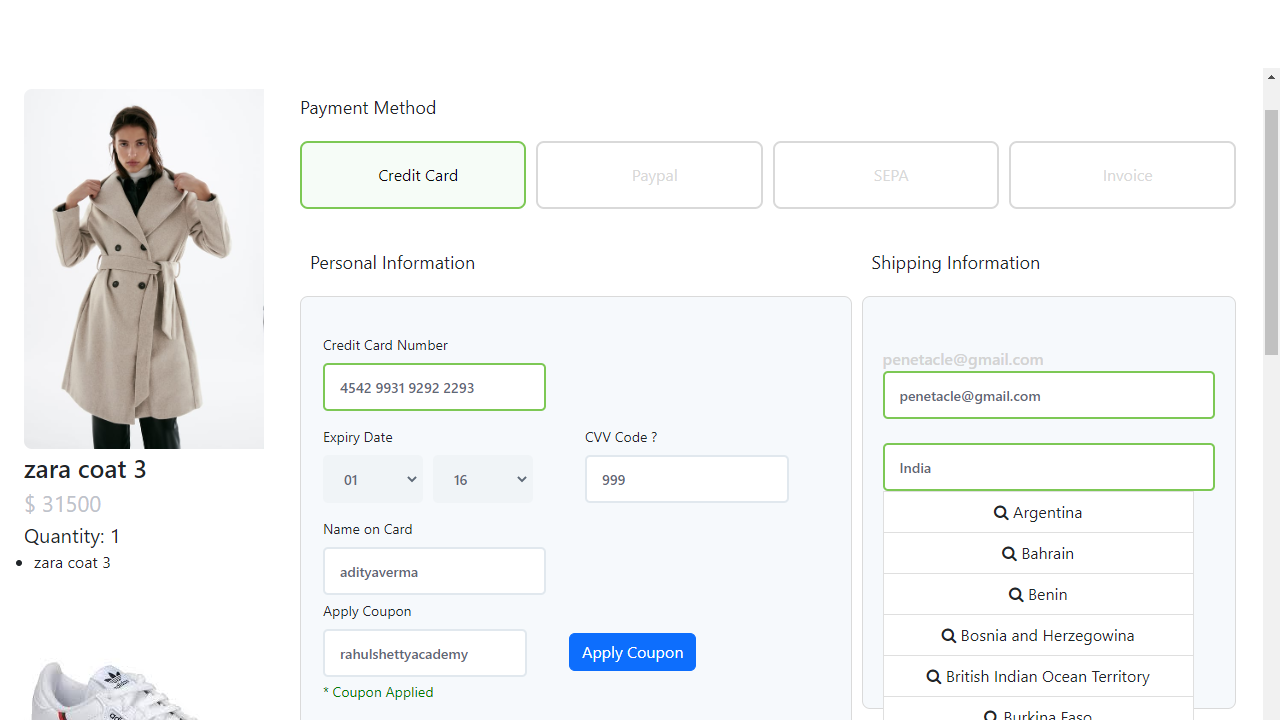 Payment Method
Credit Card
Paypal
SEPA
Invoice
Personal Information
Shipping Information
Credit Card Number
4542 9931 9292 2293
Expiry Date
CVV Code ?
01
16
999
Name on Card
adityaverma
Apply Coupon
rahulshettyacademy
Apply Coupon
* Coupon Applied
penetacle@gmail.com
penetacle@gmail.com
India
Argentina
Bahrain
Benin
Bosnia and Herzegowina
British Indian Ocean Territory
Burkina Faso
zara coat 3
$ 31500
Quantity: 1
zara coat 3